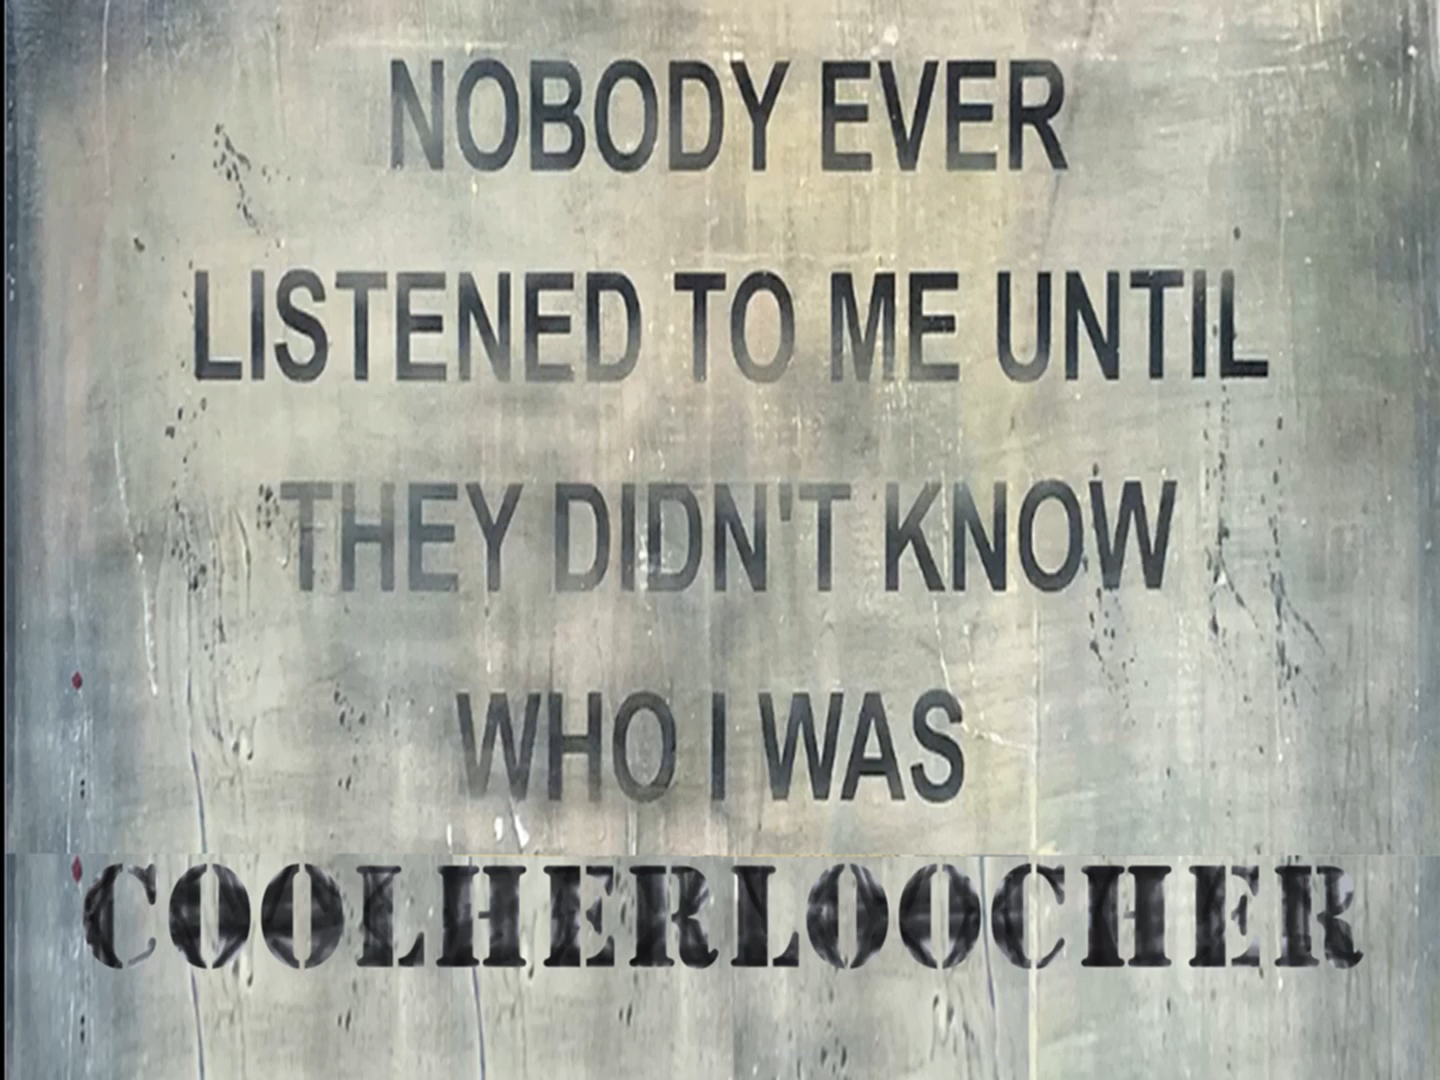 NOBODY EVER
LISTENED TO ME UNTIL
THEY DIDN'T KNOW
WHO I WAS
COOLHERLOOCHER